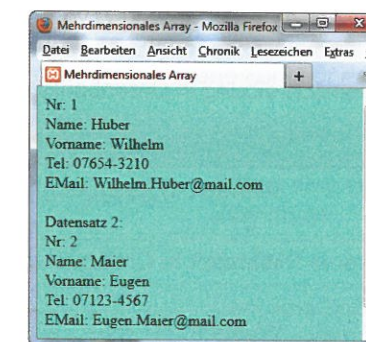 Mehrdimensionales Array - Mozilla Firefox
Datei Bearbeiten Ansicht Chronik Lesezeichen Extras
Mehrdimensionales Array +
Nr: 1
Name: Huber
Vorname: Wilhelm
Tel: 07654-3210
EMail: Wilhelm.Huber@mail.com
Datensatz 2:
Nr: 2
Name: Maier
Vorname: Eugen
Tel: 07123-4567
EMail: Eugen.Maier@mail.com